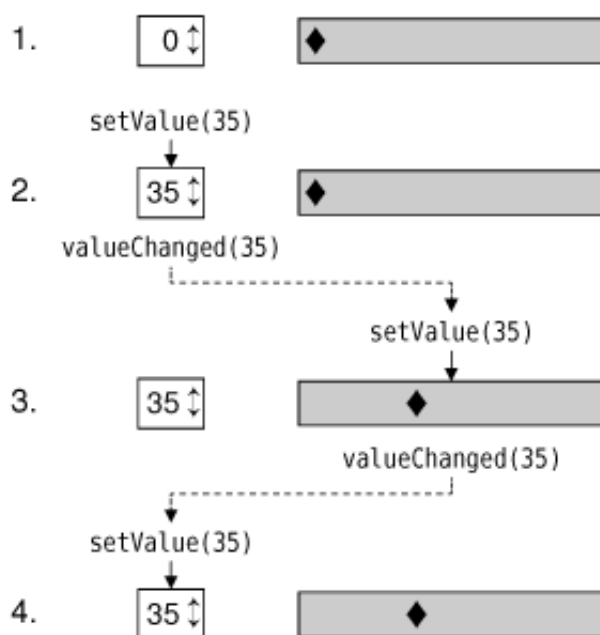 1. 0
setValue(35)
2. 35
valueChanged(35)
setValue(35)
3. 35
valueChanged(35)
setValue(35)
4. 35